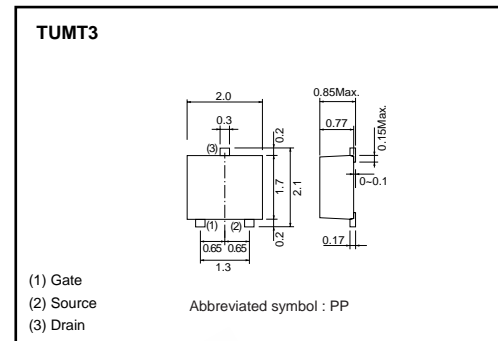 TUMT3
2.0
0.3
(3)
0.2
1.7
2.1
(1)
(2)
0.2
0.65 0.65
1.3
0.85Max.
0.77
0.15Max.
0~0.1
0.17
(1) Gate
(2) Source
(3) Drain
Abbreviated symbol : PP